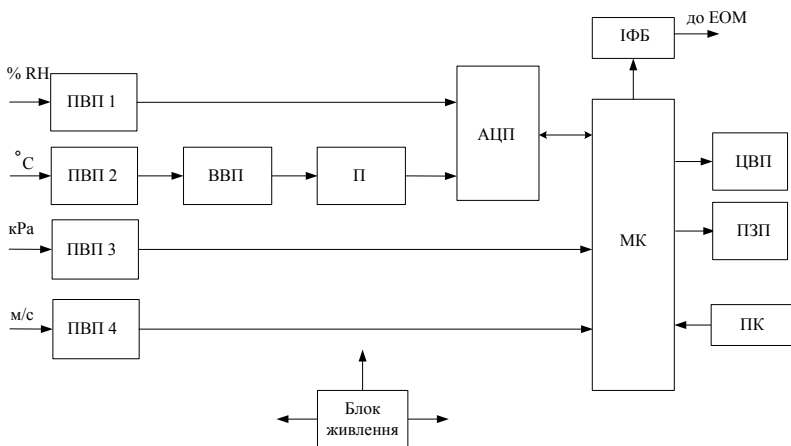 ІФБ
до ЕОМ
% RH
ПВП 1
АЦП
°С
ПВП 2
ВВП
П
ЦВП
кРа
ПВП 3
МК
ПЗП
м/с
ПВП 4
ПК
Блок
живлення